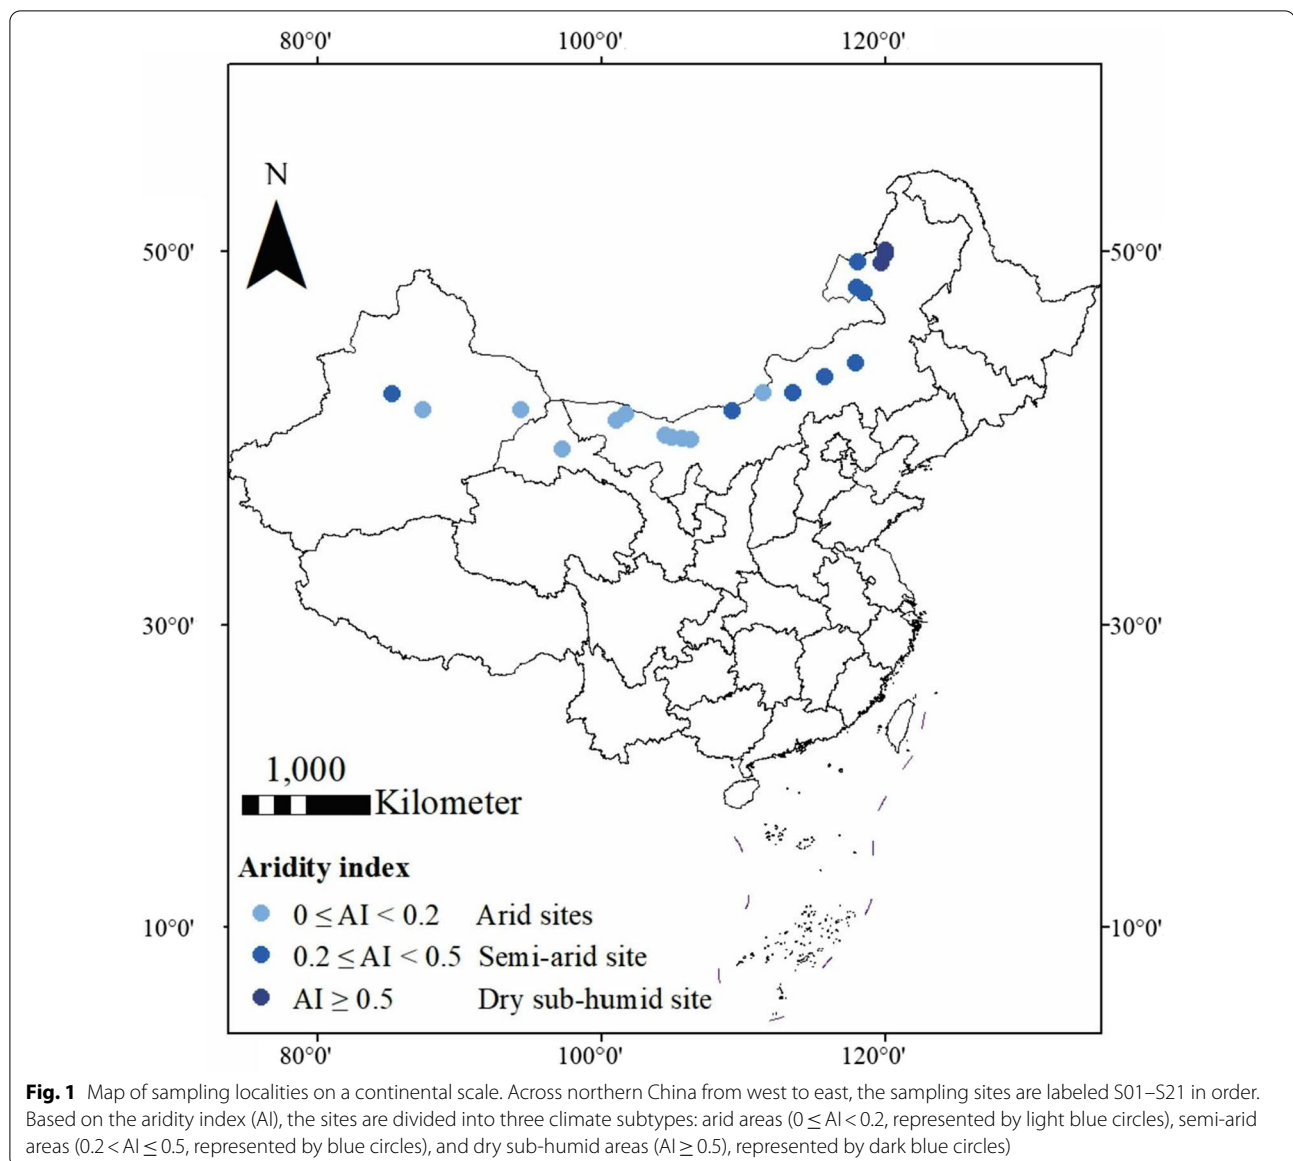 80°0' 100°0' 120°0'
N
50°0' 50°0'
30°0' 30°0'
1,000
Kilometer
Aridity index
0 ≤ AI < 0.2 Arid sites
10°0' 10°0'
0.2 ≤ AI < 0.5 Semi-arid site
AI ≥ 0.5 Dry sub-humid site
80°0' 100°0' 120°0'
Fig. 1 Map of sampling localities on a continental scale. Across northern China from west to east, the sampling sites are labeled S01–S21 in order.
Based on the aridity index (AI), the sites are divided into three climate subtypes: arid areas (0 ≤ AI < 0.2, represented by light blue circles), semi-arid
areas (0.2 < AI ≤ 0.5, represented by blue circles), and dry sub-humid areas (AI ≥ 0.5), represented by dark blue circles)